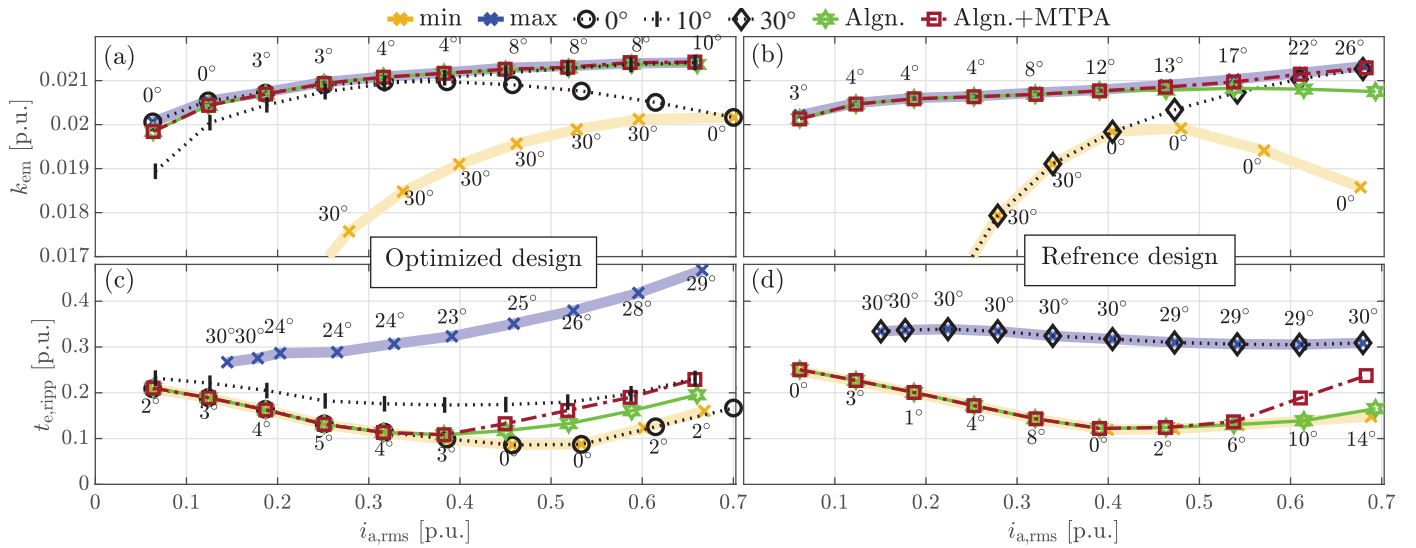 min max 0° 10° 30° Algn. Algn.+MTPA
(a)
0° 0° 3° 3° 4° 4° 8° 8° 8° 10°
30° 30° 30° 30° 30° 30° 0°
0.021
0.02
0.019
0.018
0.017
k_em [p.u.]
(b)
3° 4° 4° 4° 8° 12° 13° 17° 22° 26°
30° 30° 0° 0° 0° 0°
Optimized design
Refrence design
(c)
30° 30° 24° 24° 24° 23° 25° 26° 28° 29°
2° 3° 4° 5° 4° 3° 0° 0° 2° 2°
0.4
0.3
0.2
0.1
0
t_e,ripp [p.u.]
0 0.1 0.2 0.3 0.4 0.5 0.6 0.7
i_a,rms [p.u.]
(d)
30° 30° 30° 30° 30° 30° 29° 29° 29° 30°
0° 3° 1° 4° 8° 0° 2° 6° 10° 14°
0.1 0.2 0.3 0.4 0.5 0.6 0.7
i_a,rms [p.u.]